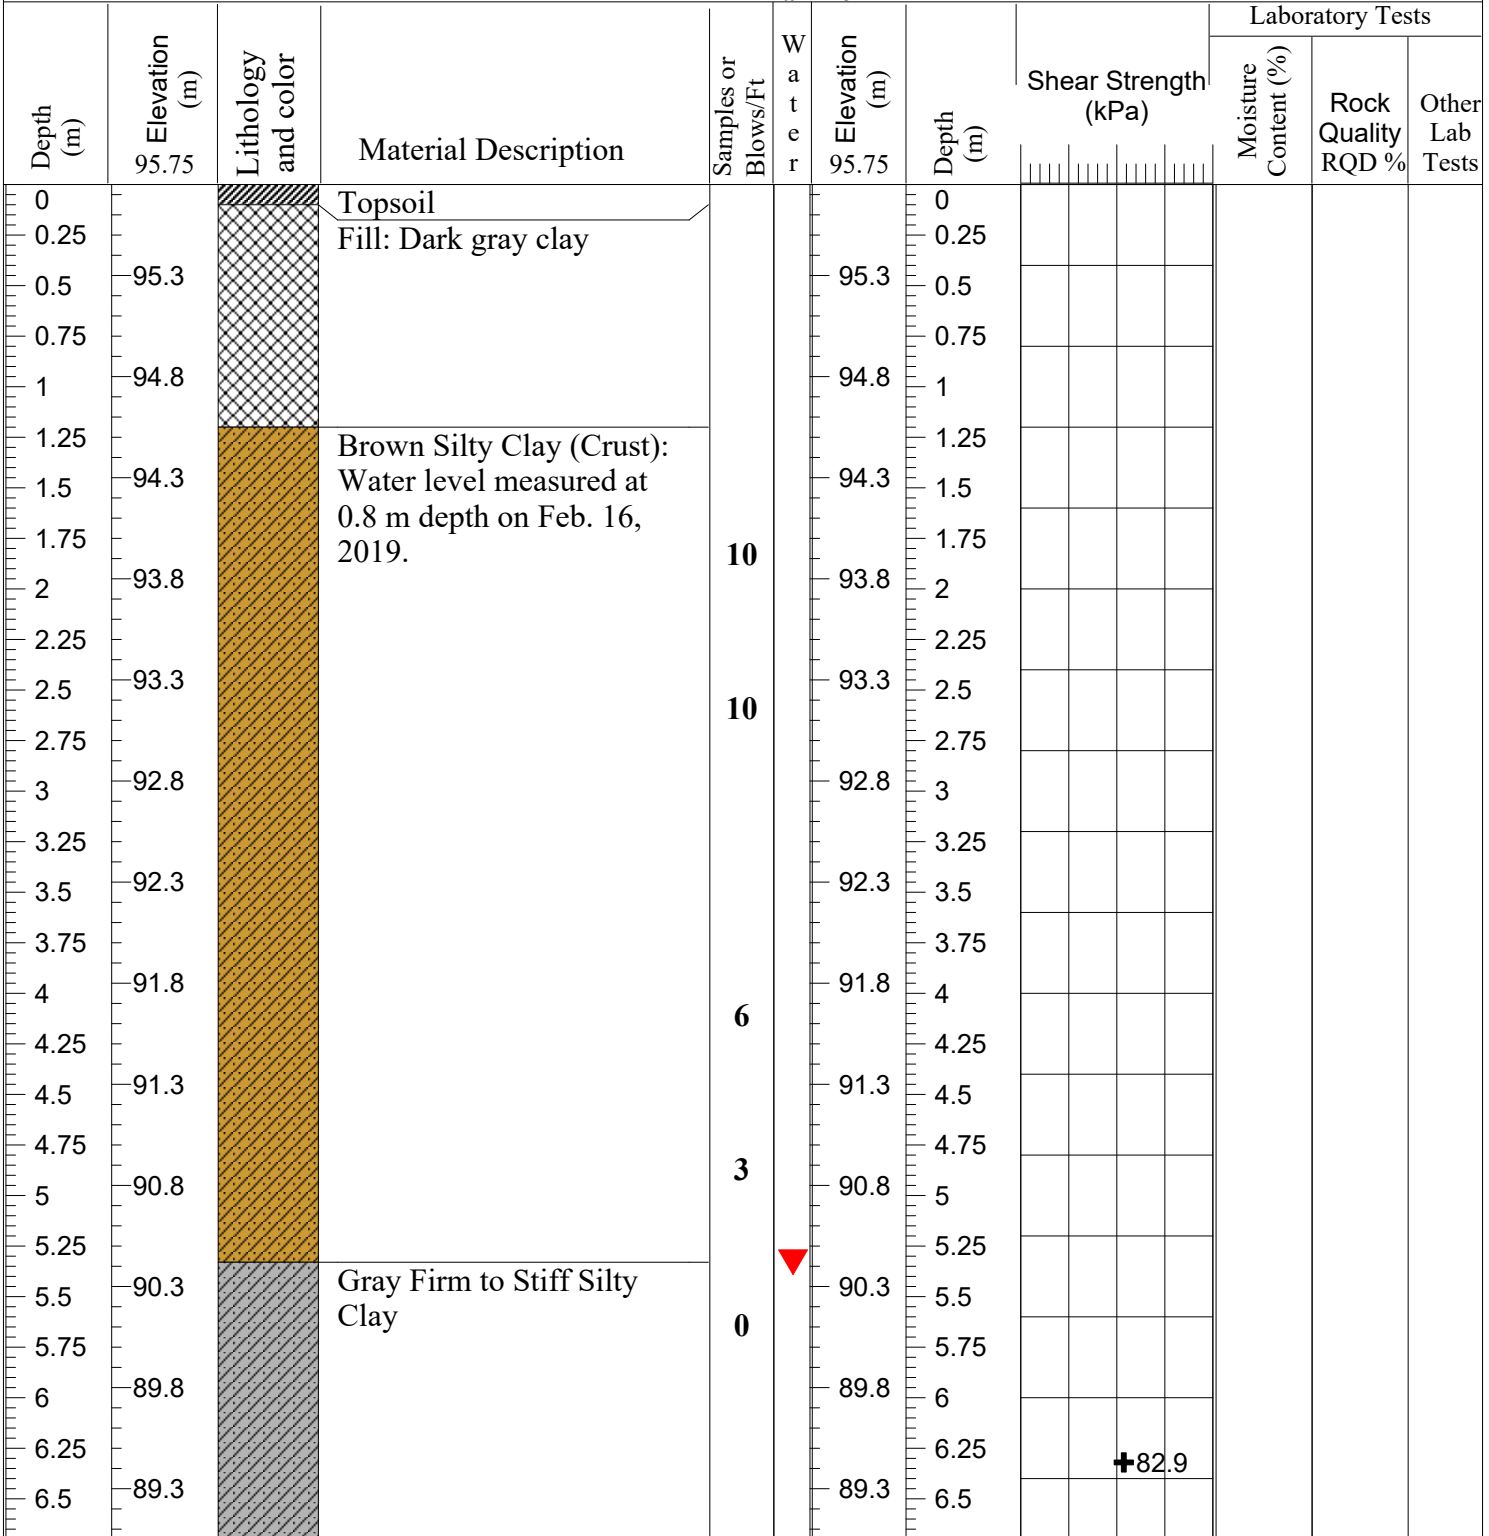 Laboratory Tests
Depth
(m)
Elevation
(m)
95.75
Lithology
and color
Material Description
Samples or
Blows/Ft
W
a
t
e
r
Elevation
(m)
95.75
Depth
(m)
Shear Strength
(kPa)
Moisture
Content (%)
Rock
Quality
RQD %
Other
Lab
Tests
0
0.25
0.5
0.75
1
1.25
1.5
1.75
2
2.25
2.5
2.75
3
3.25
3.5
3.75
4
4.25
4.5
4.75
5
5.25
5.5
5.75
6
6.25
6.5
95.3
94.8
94.3
93.8
93.3
92.8
92.3
91.8
91.3
90.8
90.3
89.8
89.3
Topsoil
Fill: Dark gray clay
Brown Silty Clay (Crust):
Water level measured at
0.8 m depth on Feb. 16,
2019.
Gray Firm to Stiff Silty
Clay
10
10
6
3
0
95.3
94.8
94.3
93.8
93.3
92.8
92.3
91.8
91.3
90.8
90.3
89.8
89.3
0
0.25
0.5
0.75
1
1.25
1.5
1.75
2
2.25
2.5
2.75
3
3.25
3.5
3.75
4
4.25
4.5
4.75
5
5.25
5.5
5.75
6
6.25
6.5
82.9